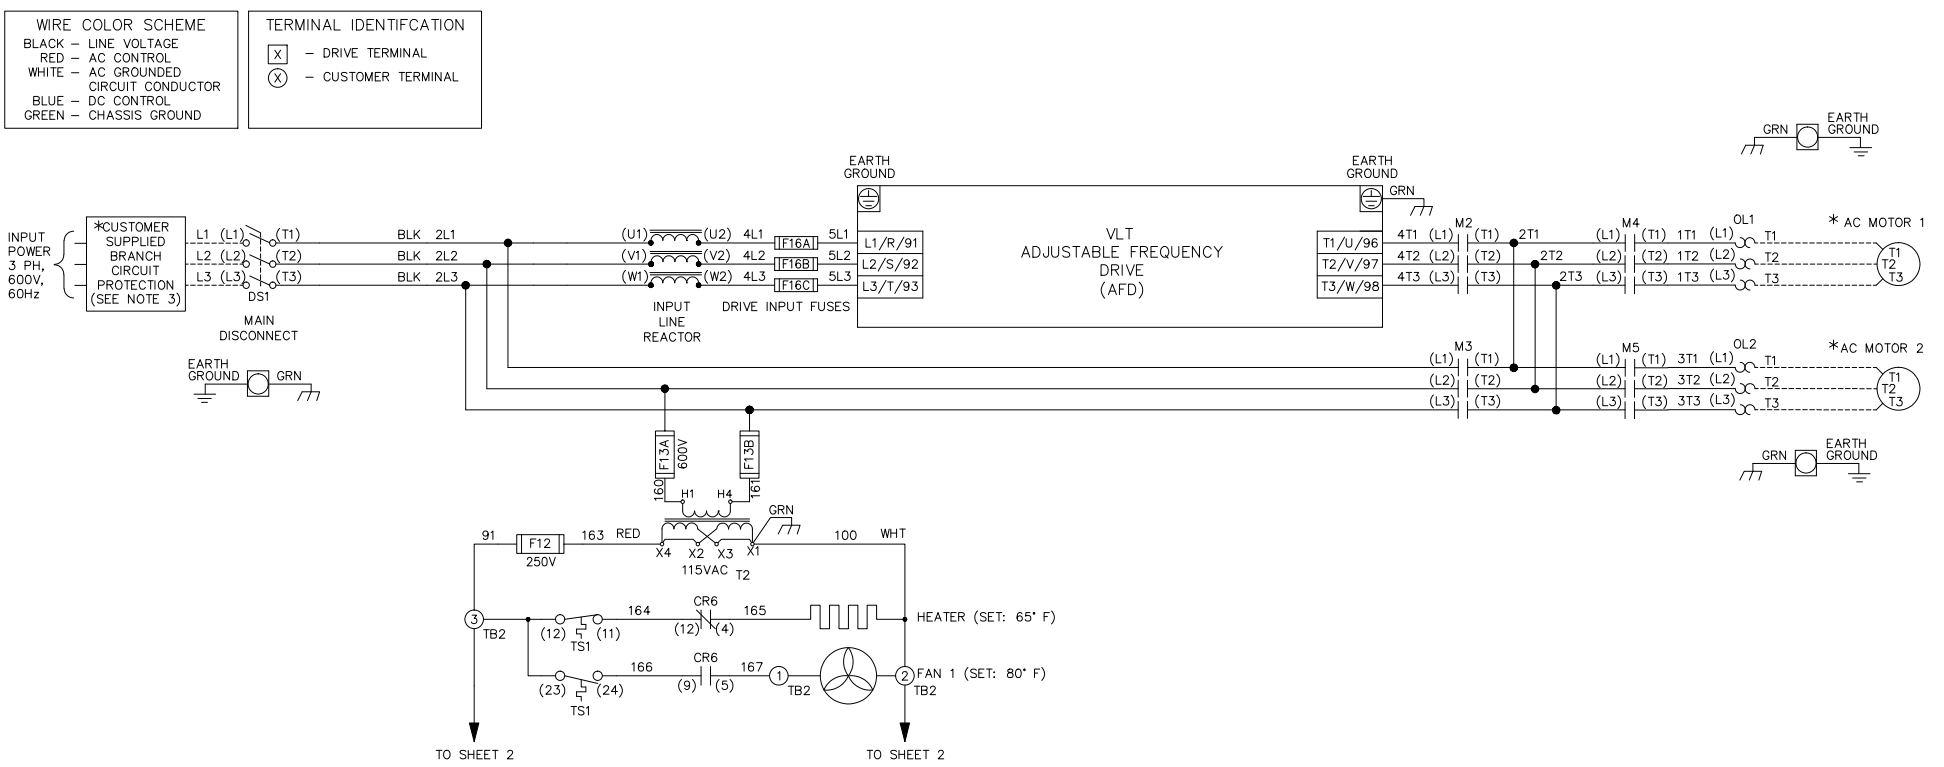 WIRE COLOR SCHEME
BLACK – LINE VOLTAGE
RED – AC CONTROL
WHITE – AC GROUNDED
CIRCUIT CONDUCTOR
BLUE – DC CONTROL
GREEN – CHASSIS GROUND
TERMINAL IDENTIFCATION
X – DRIVE TERMINAL
X – CUSTOMER TERMINAL
EARTH
GRN GROUND
EARTH
GROUND
EARTH
GROUND
GRN
INPUT
POWER
3 PH,
600V,
60Hz
*CUSTOMER
SUPPLIED
BRANCH
CIRCUIT
PROTECTION
(SEE NOTE 3)
L1 (L1) (T1) BLK 2L1 (U1) (U2) 4L1 F16A 5L1 L1/R/91
L2 (L2) (T2) BLK 2L2 (V1) (V2) 4L2 F16B 5L2 L2/S/92
L3 (L3) (T3) BLK 2L3 (W1) (W2) 4L3 F16C 5L3 L3/T/93
DS1
MAIN
DISCONNECT
INPUT
LINE
REACTOR
DRIVE INPUT FUSES
VLT
ADJUSTABLE FREQUENCY
DRIVE
(AFD)
M2 M4 OL1 * AC MOTOR 1
T1/U/96 4T1 (L1) (T1) 2T1 (L1) (T1) 1T1 (L1) T1 T1
T2/V/97 4T2 (L2) (T2) 2T2 (L2) (T2) 1T2 (L2) T2 T2
T3/W/98 4T3 (L3) (T3) 2T3 (L3) (T3) 1T3 (L3) T3 T3
EARTH
GROUND GRN
M3 M5 OL2 *AC MOTOR 2
(L1) (T1) (L1) (T1) 3T1 (L1) T1 T1
(L2) (T2) (L2) (T2) 3T2 (L2) T2 T2
(L3) (T3) (L3) (T3) 3T3 (L3) T3 T3
EARTH
GRN GROUND
F13A 600V F13B
160 H1 H4 161
GRN
91 F12 163 RED 100 WHT
250V
X4 X2 X3 X1
115VAC T2
3 TB2 (12) (11) 164 CR6 (12) (4) 165 HEATER (SET: 65° F)
TS1
(23) (24) 166 CR6 (9) (5) 167 1 TB2 2 TB2 FAN 1 (SET: 80° F)
TS1
TO SHEET 2 TO SHEET 2